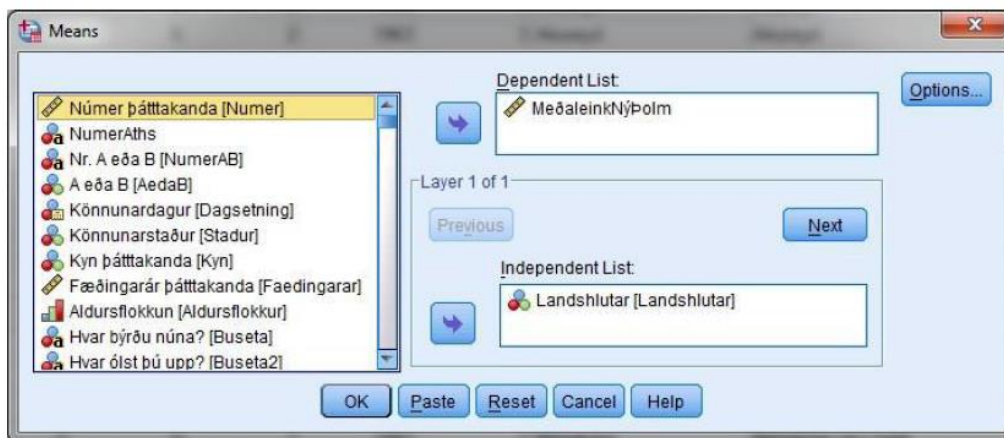 Means
Númer þátttakanda [Numer]
NumerAths
Nr. A eða B [NumerAB]
A eða B [AedaB]
Könnunardagur [Dagsetning]
Könnunarstaður [Stadur]
Kyn þátttakanda [Kyn]
Fæðingarár þátttakanda [Faedingarar]
Aldursflokkun [Aldursflokkur]
Hvar býrðu núna? [Buseta]
Hvar ólst þú upp? [Buseta2]
Dependent List:
MeðaleinkNýÞolm
Options...
Layer 1 of 1
Previous
Next
Independent List:
Landshlutar [Landshlutar]
OK
Paste
Reset
Cancel
Help